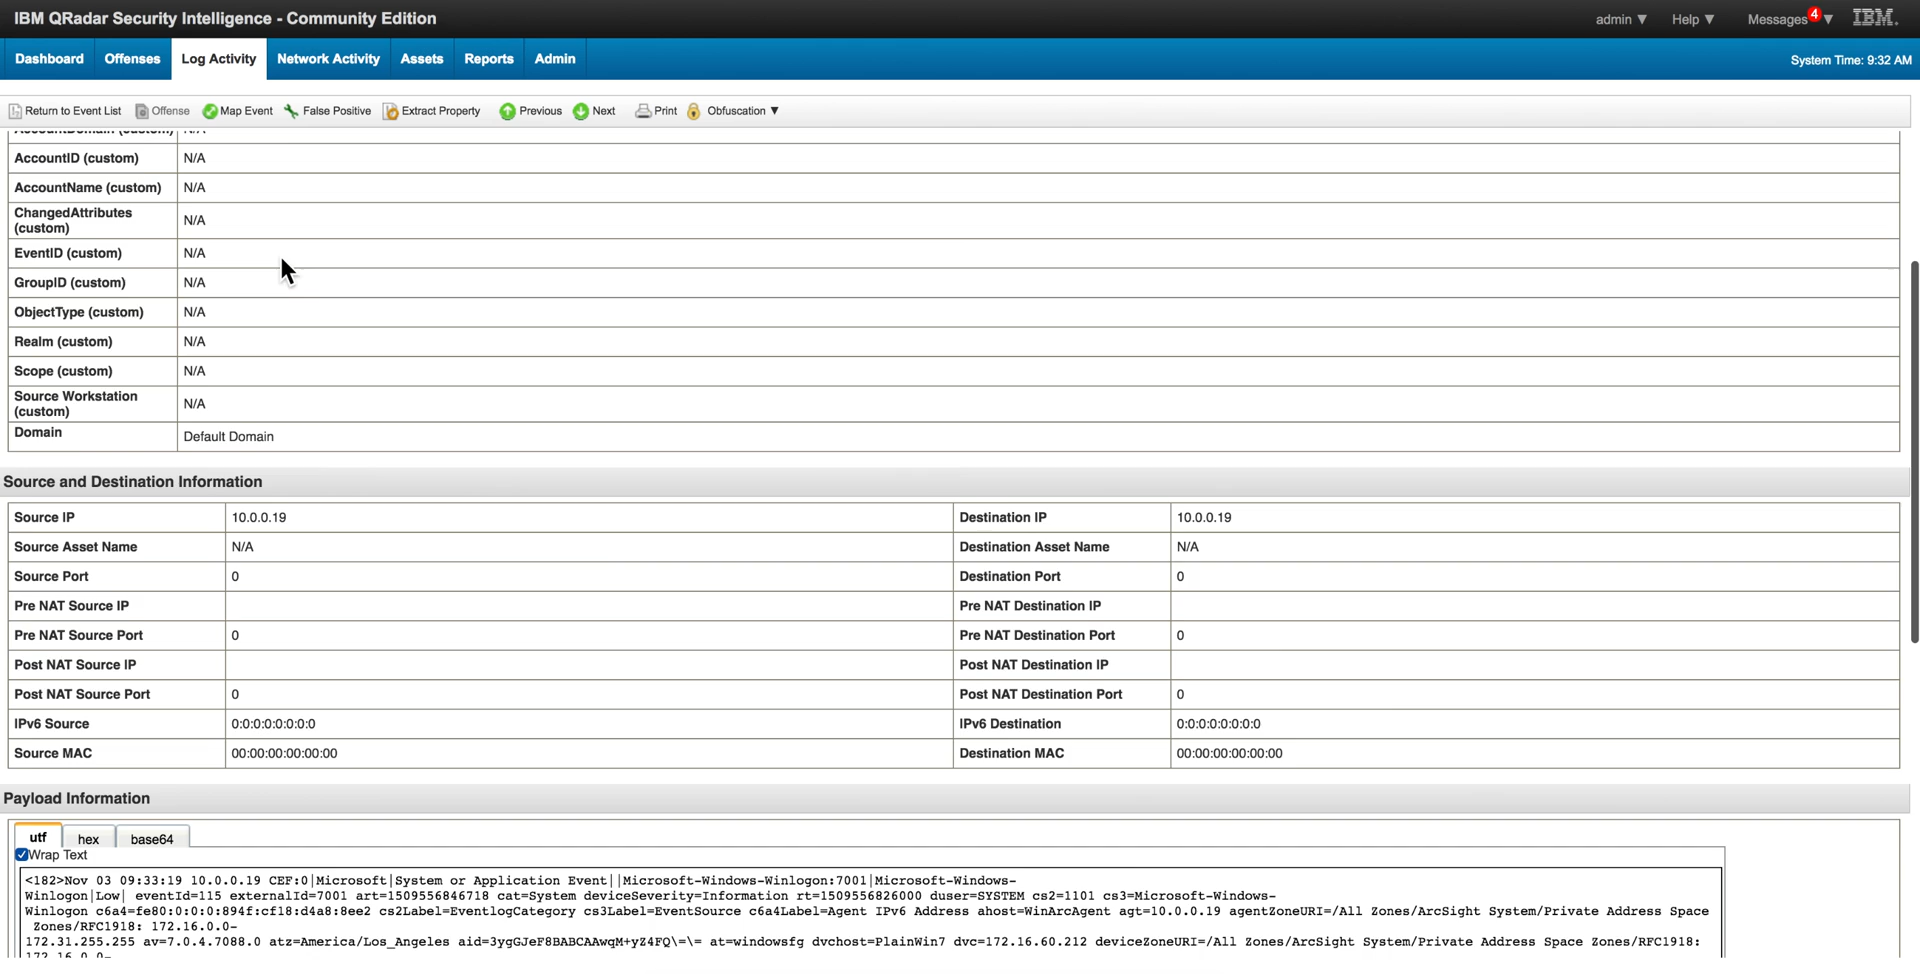 IBM QRadar Security Intelligence - Community Edition
admin ▼ Help ▼ Messages 4 ▼ IBM.
Dashboard Offenses Log Activity Network Activity Assets Reports Admin System Time: 9:32 AM
Return to Event List Offense Map Event False Positive Extract Property Previous Next Print Obfuscation ▼
AccountDomain (custom) N/A
AccountID (custom) N/A
AccountName (custom) N/A
ChangedAttributes
(custom) N/A
EventID (custom) N/A
GroupID (custom) N/A
ObjectType (custom) N/A
Realm (custom) N/A
Scope (custom) N/A
Source Workstation
(custom) N/A
Domain Default Domain
Source and Destination Information
Source IP 10.0.0.19 Destination IP 10.0.0.19
Source Asset Name N/A Destination Asset Name N/A
Source Port 0 Destination Port 0
Pre NAT Source IP Pre NAT Destination IP
Pre NAT Source Port 0 Pre NAT Destination Port 0
Post NAT Source IP Post NAT Destination IP
Post NAT Source Port 0 Post NAT Destination Port 0
IPv6 Source 0:0:0:0:0:0:0:0 IPv6 Destination 0:0:0:0:0:0:0:0
Source MAC 00:00:00:00:00:00 Destination MAC 00:00:00:00:00:00
Payload Information
utf hex base64
Wrap Text
<182>Nov 03 09:33:19 10.0.0.19 CEF:0|Microsoft|System or Application Event||Microsoft-Windows-Winlogon:7001|Microsoft-Windows-
Winlogon|Low| eventId=115 externalId=7001 art=1509556846718 cat=System deviceSeverity=Information rt=1509556826000 duser=SYSTEM cs2=1101 cs3=Microsoft-Windows-
Winlogon c6a4=fe80:0:0:0:894f:cf18:d4a8:8ee2 cs2Label=EventlogCategory cs3Label=EventSource c6a4Label=Agent IPv6 Address ahost=WinArcAgent agt=10.0.0.19 agentZoneURI=/All Zones/ArcSight System/Private Address Space
Zones/RFC1918: 172.16.0.0-
172.31.255.255 av=7.0.4.7088.0 atz=America/Los_Angeles aid=3ygGJeF8BABCAAwqM+yZ4FQ\=\= at=windowsfg dvchost=PlainWin7 dvc=172.16.60.212 deviceZoneURI=/All Zones/ArcSight System/Private Address Space Zones/RFC1918:
172.16.0.0-